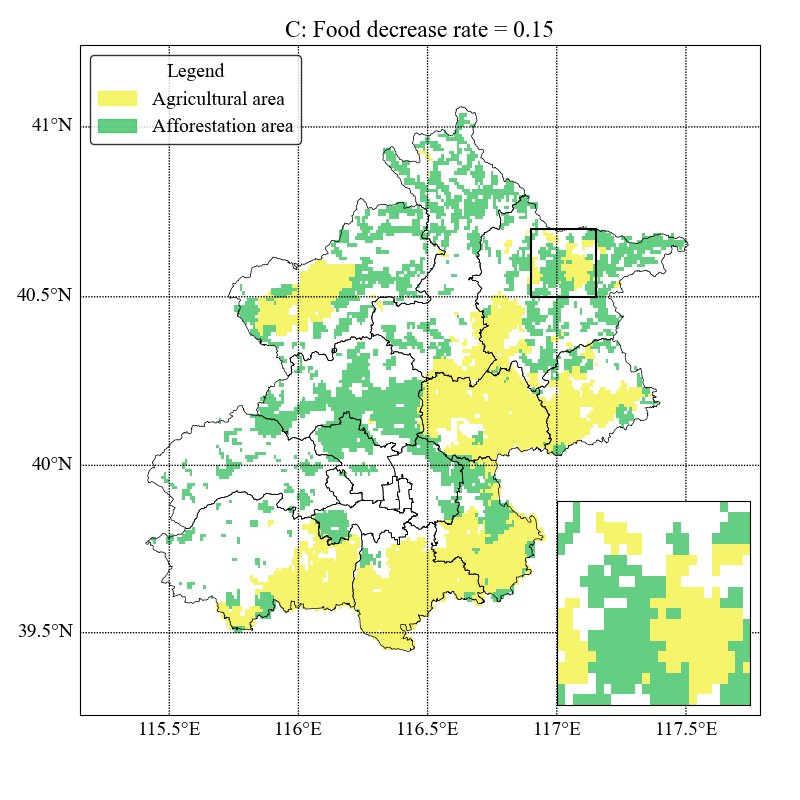 C: Food decrease rate = 0.15
Legend
Agricultural area
Afforestation area
41°N
40.5°N
40°N
39.5°N
115.5°E 116°E 116.5°E 117°E 117.5°E